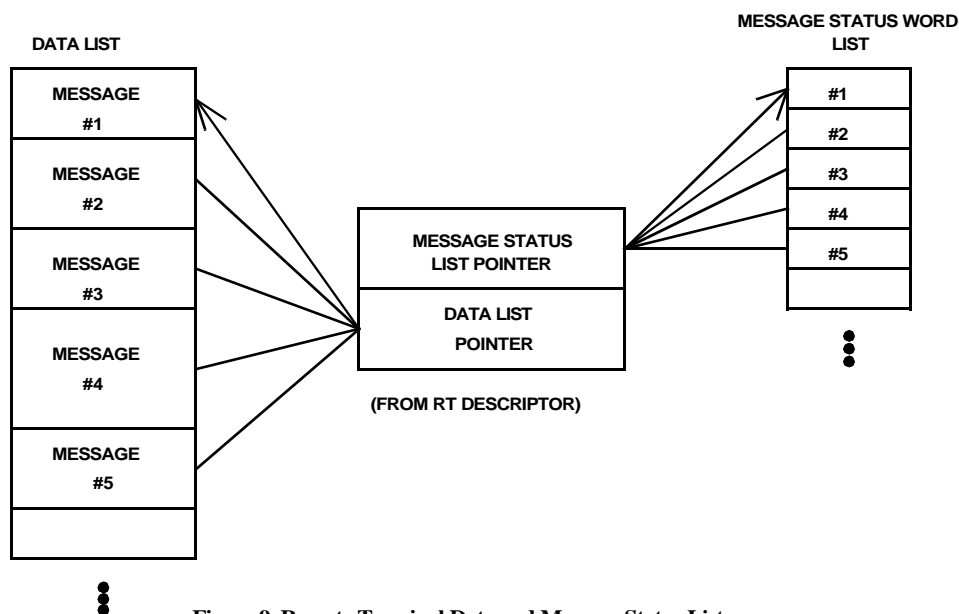 DATA LIST
MESSAGE
#1
MESSAGE
#2
MESSAGE
#3
MESSAGE
#4
MESSAGE
#5
MESSAGE STATUS
LIST POINTER
DATA LIST
POINTER
(FROM RT DESCRIPTOR)
MESSAGE STATUS WORD
LIST
#1
#2
#3
#4
#5